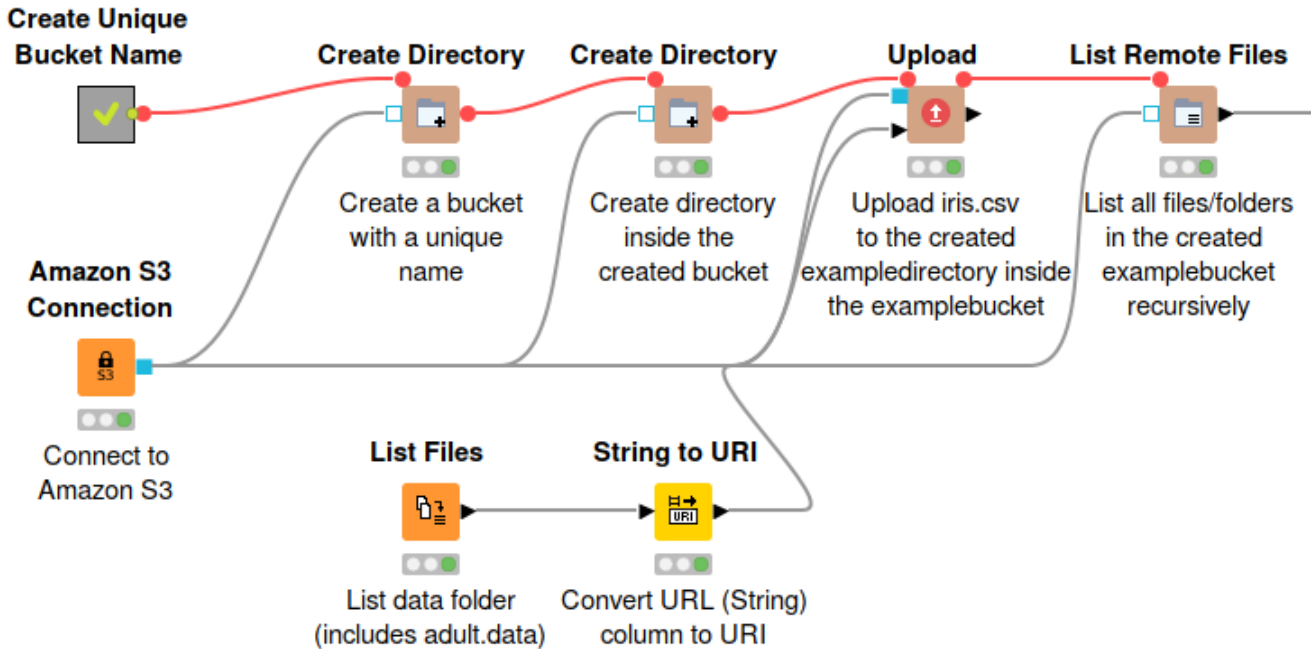 Create Unique
Bucket Name
Create Directory
Create Directory
Upload
List Remote Files
Create a bucket
with a unique
name
Create directory
inside the
created bucket
Upload iris.csv
to the created
exampledirectory inside
the examplebucket
List all files/folders
in the created
examplebucket
recursively
Amazon S3
Connection
S3
Connect to
Amazon S3
List Files
String to URI
URI
List data folder
(includes adult.data)
Convert URL (String)
column to URI